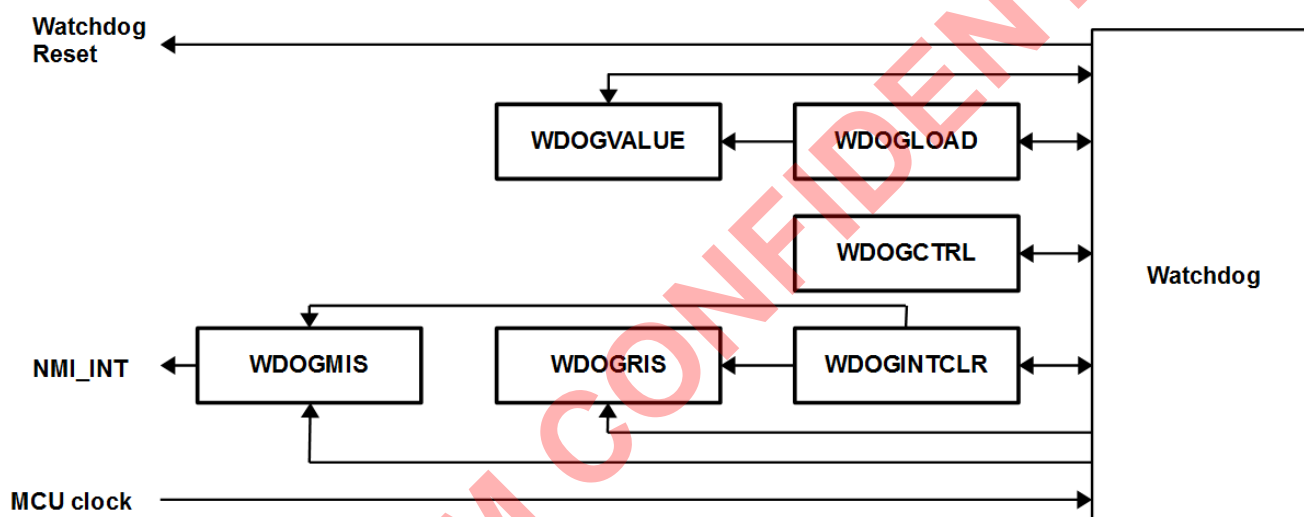 Watchdog
Reset
WDOGVALUE
WDOGLOAD
WDOGCTRL
Watchdog
NMI_INT
WDOGMIS
WDOGRIS
WDOGINTCLR
MCU clock
M CONFIDEN